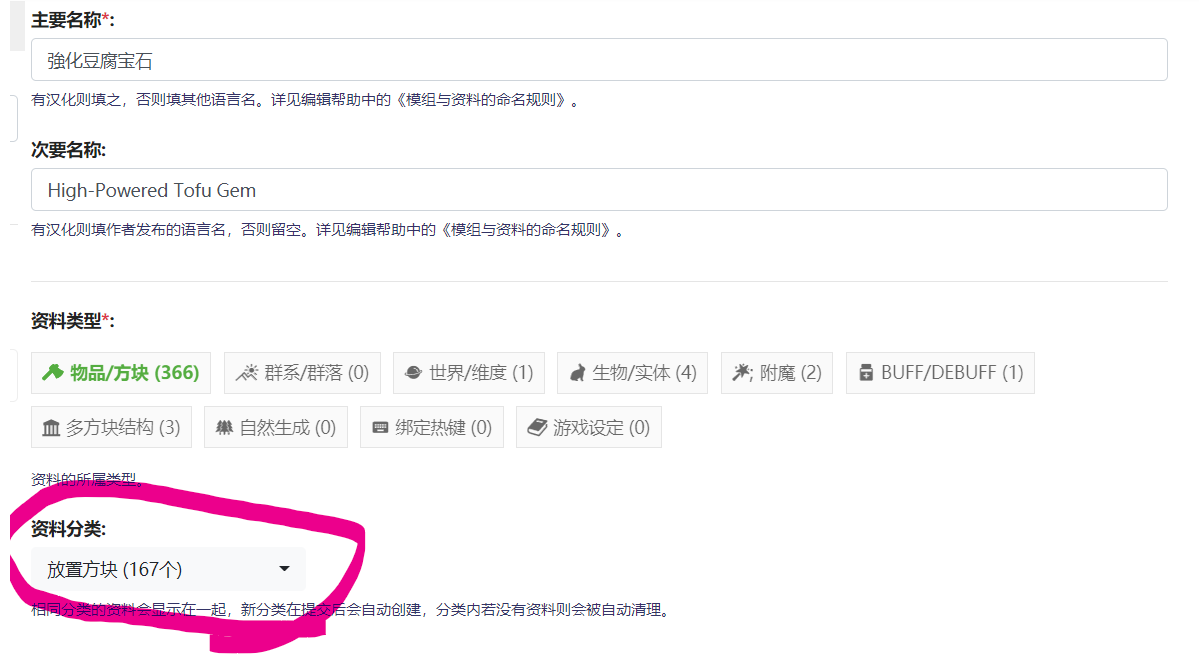 主要名称*:
強化豆腐宝石
有汉化则填之，否则填其他语言名。详见编辑帮助中的《模组与资料的命名规则》。
次要名称:
High-Powered Tofu Gem
有汉化则填作者发布的语言名，否则留空。详见编辑帮助中的《模组与资料的命名规则》。
资料类型*:
物品/方块 (366) 群系/群落 (0) 世界/维度 (1) 生物/实体 (4) 附魔 (2) BUFF/DEBUFF (1)
多方块结构 (3) 自然生成 (0) 绑定热键 (0) 游戏设定 (0)
资料的所属类型。
资料分类:
放置方块 (167个)
相同分类的资料会显示在一起，新分类在提交后会自动创建，分类内若没有资料则会被自动清理。